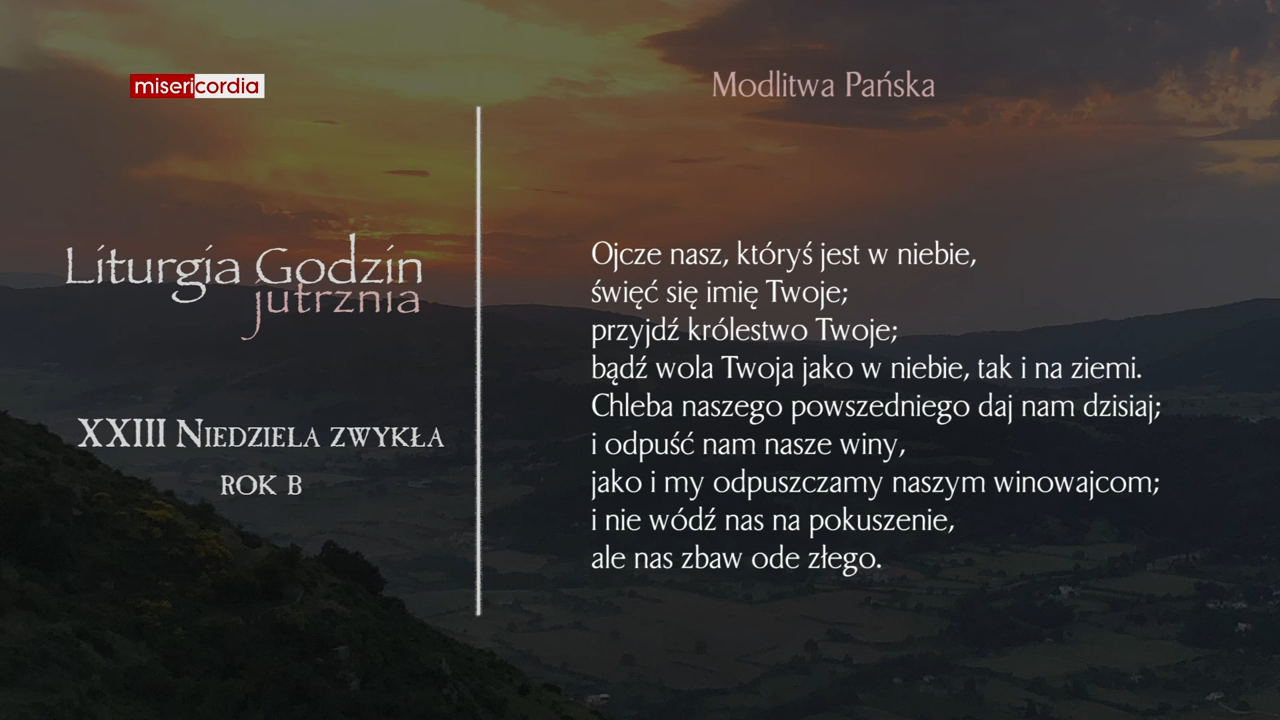 misericordia
Liturgia Godzin
jutrznia
XXIII Niedziela zwykła
rok B
Modlitwa Pańska
Ojcze nasz, któryś jest w niebie,
święć się imię Twoje;
przyjdź królestwo Twoje;
bądź wola Twoja jako w niebie, tak i na ziemi.
Chleba naszego powszedniego daj nam dzisiaj;
i odpuść nam nasze winy,
jako i my odpuszczamy naszym winowajcom;
i nie wódź nas na pokuszenie,
ale nas zbaw ode złego.